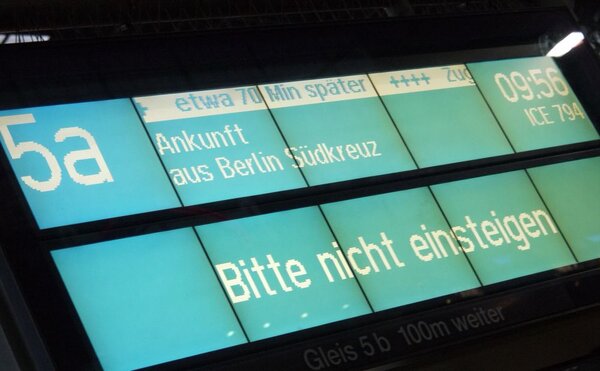 5a
+ etwa 70 Min später ++++ Zug
09:56
Ankunft
ICE 794
aus Berlin Südkreuz
Bitte nicht einsteigen
Gleis 5b 100m weiter